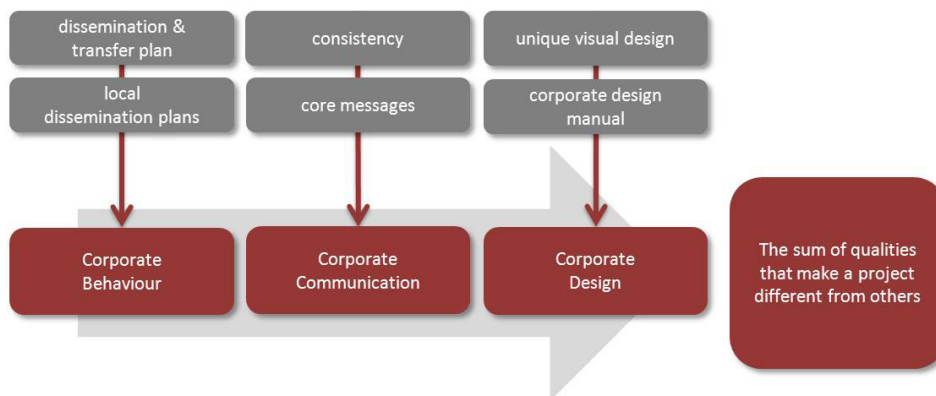 dissemination &
transfer plan
consistency
unique visual design
local
dissemination plans
core messages
corporate design
manual
Corporate
Behaviour
Corporate
Communication
Corporate
Design
The sum of qualities
that make a project
different from others